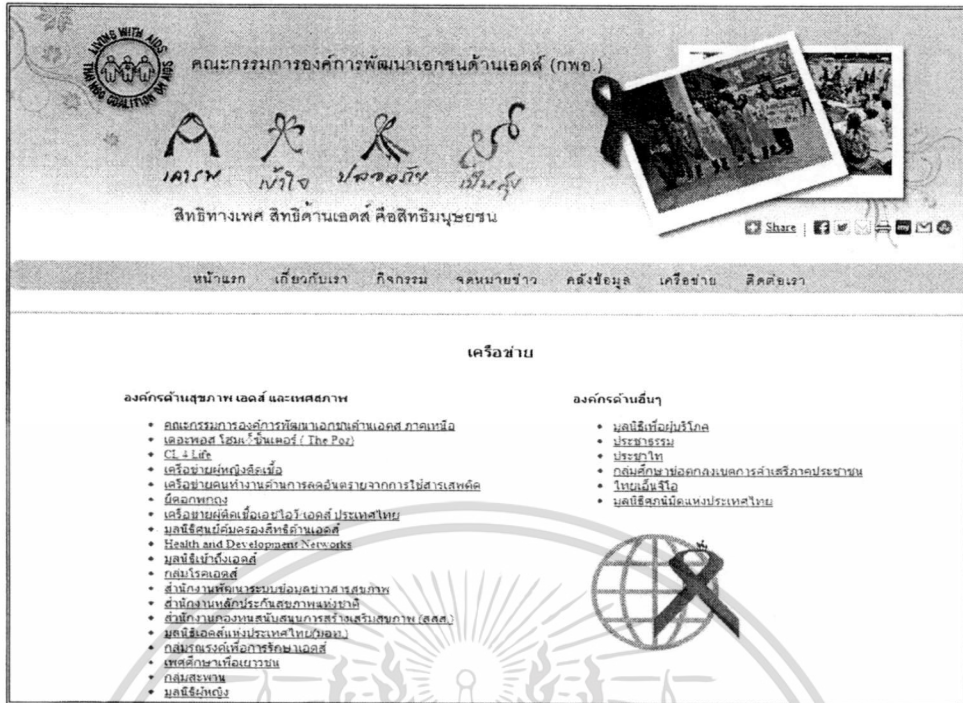 LIVING WITH AIDS
THAI NGO COALITION ON AIDS
คณะกรรมการองค์การพัฒนาเอกชนด้านเอดส์ (กพอ.)
เคารพ เข้าใจ ปลอดภัย เป็นสุข
สิทธิทางเพศ สิทธิด้านเอดส์ คือสิทธิมนุษยชน
Share
หน้าแรก เกี่ยวกับเรา กิจกรรม จดหมายข่าว คลังข้อมูล เครือข่าย ติดต่อเรา
เครือข่าย
องค์กรด้านสุขภาพ เอดส์ และเพศสภาพ
คณะกรรมการองค์การพัฒนาเอกชนด้านเอดส์ ภาคเหนือ
เดอะพอส โฮมเซ็นเตอร์ ( The Poz)
CL 4 Life
เครือข่ายผู้หญิงติดเชื้อ
เครือข่ายคนทำงานด้านการลดอันตรายจากการใช้สารเสพติด
ยืดอกพกถุง
เครือข่ายผู้ติดเชื้อเอชไอวี เอดส์ ประเทศไทย
มูลนิธิศูนย์คุ้มครองสิทธิด้านเอดส์
Health and Development Networks
มูลนิธิเข้าถึงเอดส์
กลุ่มโรคเอดส์
สำนักงานพัฒนาระบบข้อมูลข่าวสารสุขภาพ
สำนักงานหลักประกันสุขภาพแห่งชาติ
สำนักงานกองทุนสนับสนุนการสร้างเสริมสุขภาพ (สสส.)
มูลนิธิเอดส์แห่งประเทศไทย(มอท.)
กลุ่มรณรงค์เพื่อการรักษาเอดส์
เพศศึกษาเพื่อเยาวชน
กลุ่มสะพาน
มูลนิธิผู้หญิง
องค์กรด้านอื่นๆ
มูลนิธิเพื่อผู้บริโภค
ประชาธรรม
ประชาไท
กลุ่มศึกษาข้อตกลงเขตการค้าเสรีภาคประชาชน
ไทยเอ็นจีโอ
มูลนิธิศุภนิมิตแห่งประเทศไทย